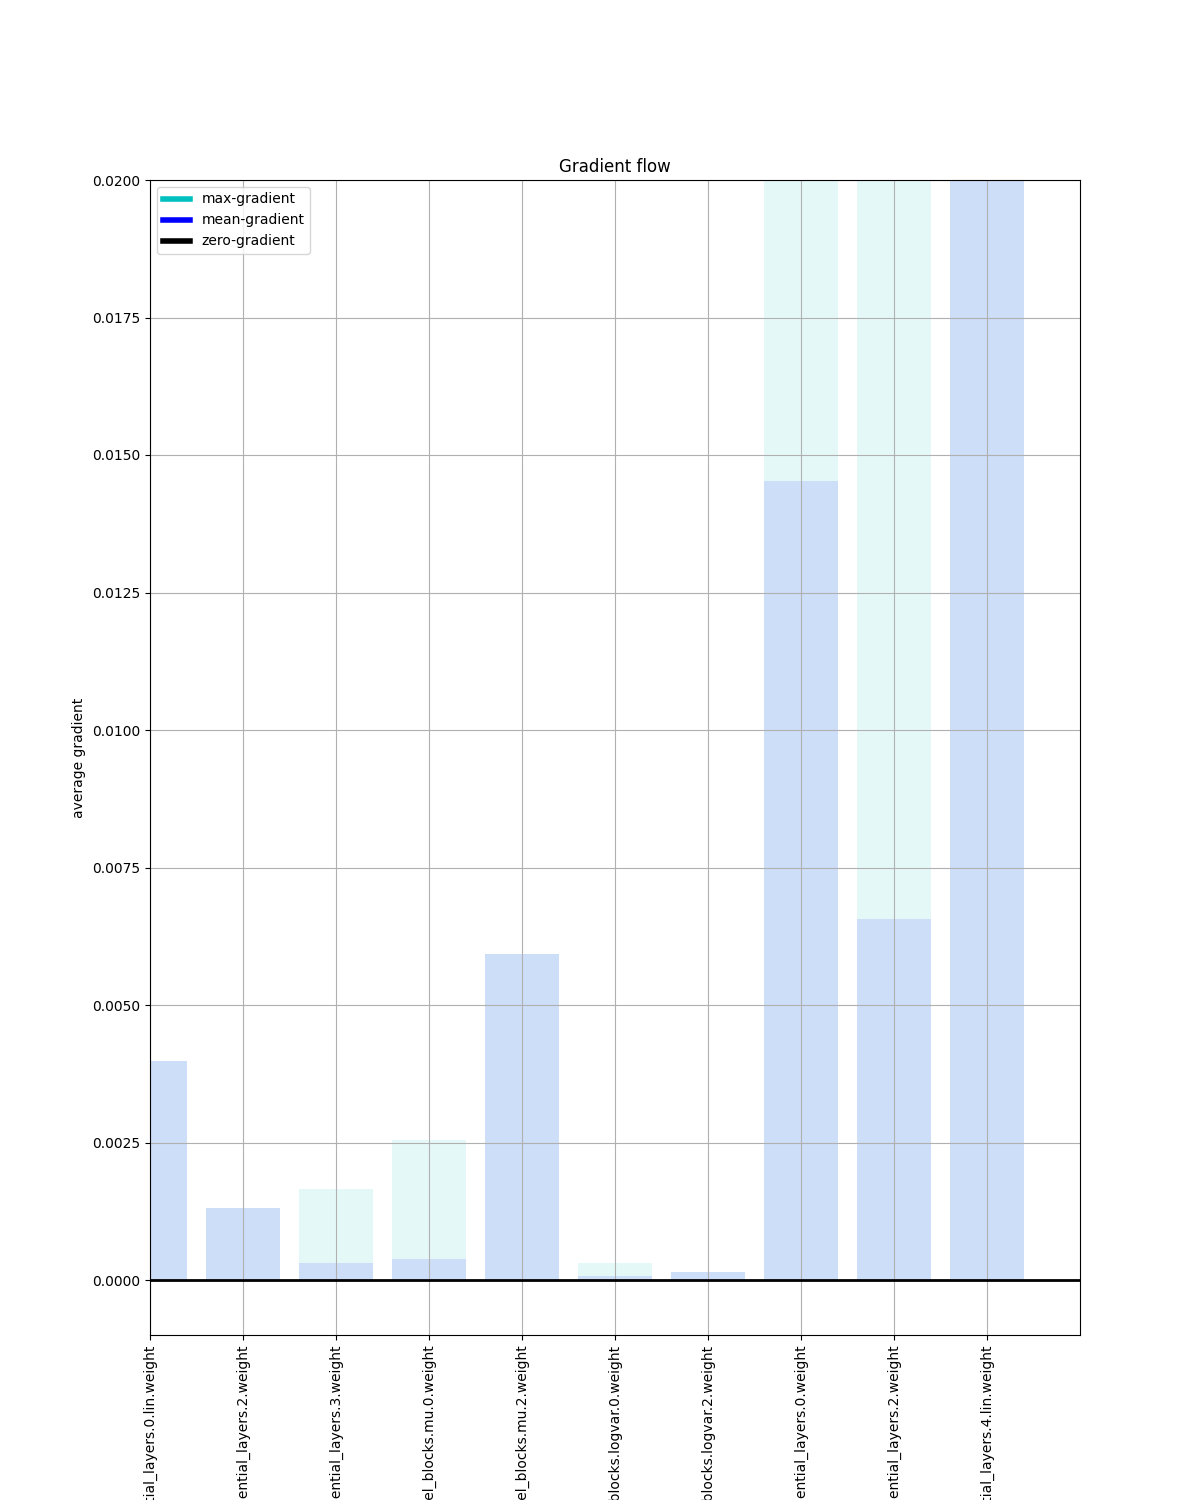 Gradient flow
max-gradient
mean-gradient
zero-gradient
0.0200
0.0175
0.0150
0.0125
0.0100
0.0075
0.0050
0.0025
0.0000
average gradient
tial_layers.0.lin.weight
ential_layers.2.weight
ential_layers.3.weight
el_blocks.mu.0.weight
el_blocks.mu.2.weight
blocks.logvar.0.weight
blocks.logvar.2.weight
ential_layers.0.weight
ential_layers.2.weight
tial_layers.4.lin.weight